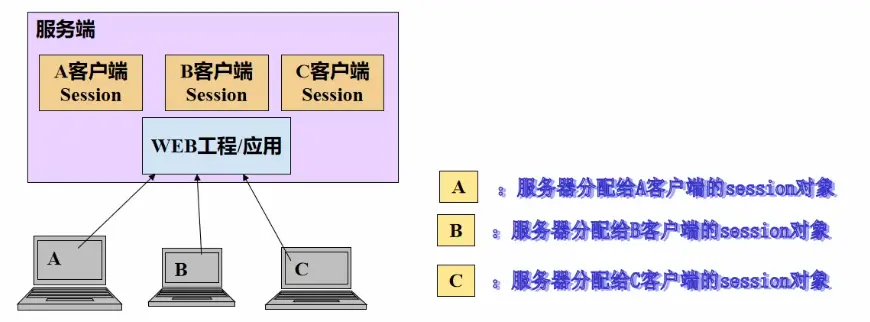 服务端
A客户端
Session
B客户端
Session
C客户端
Session
WEB工程/应用
A
B
C
A ：服务器分配给A客户端的session对象
B ：服务器分配给B客户端的session对象
C ：服务器分配给C客户端的session对象